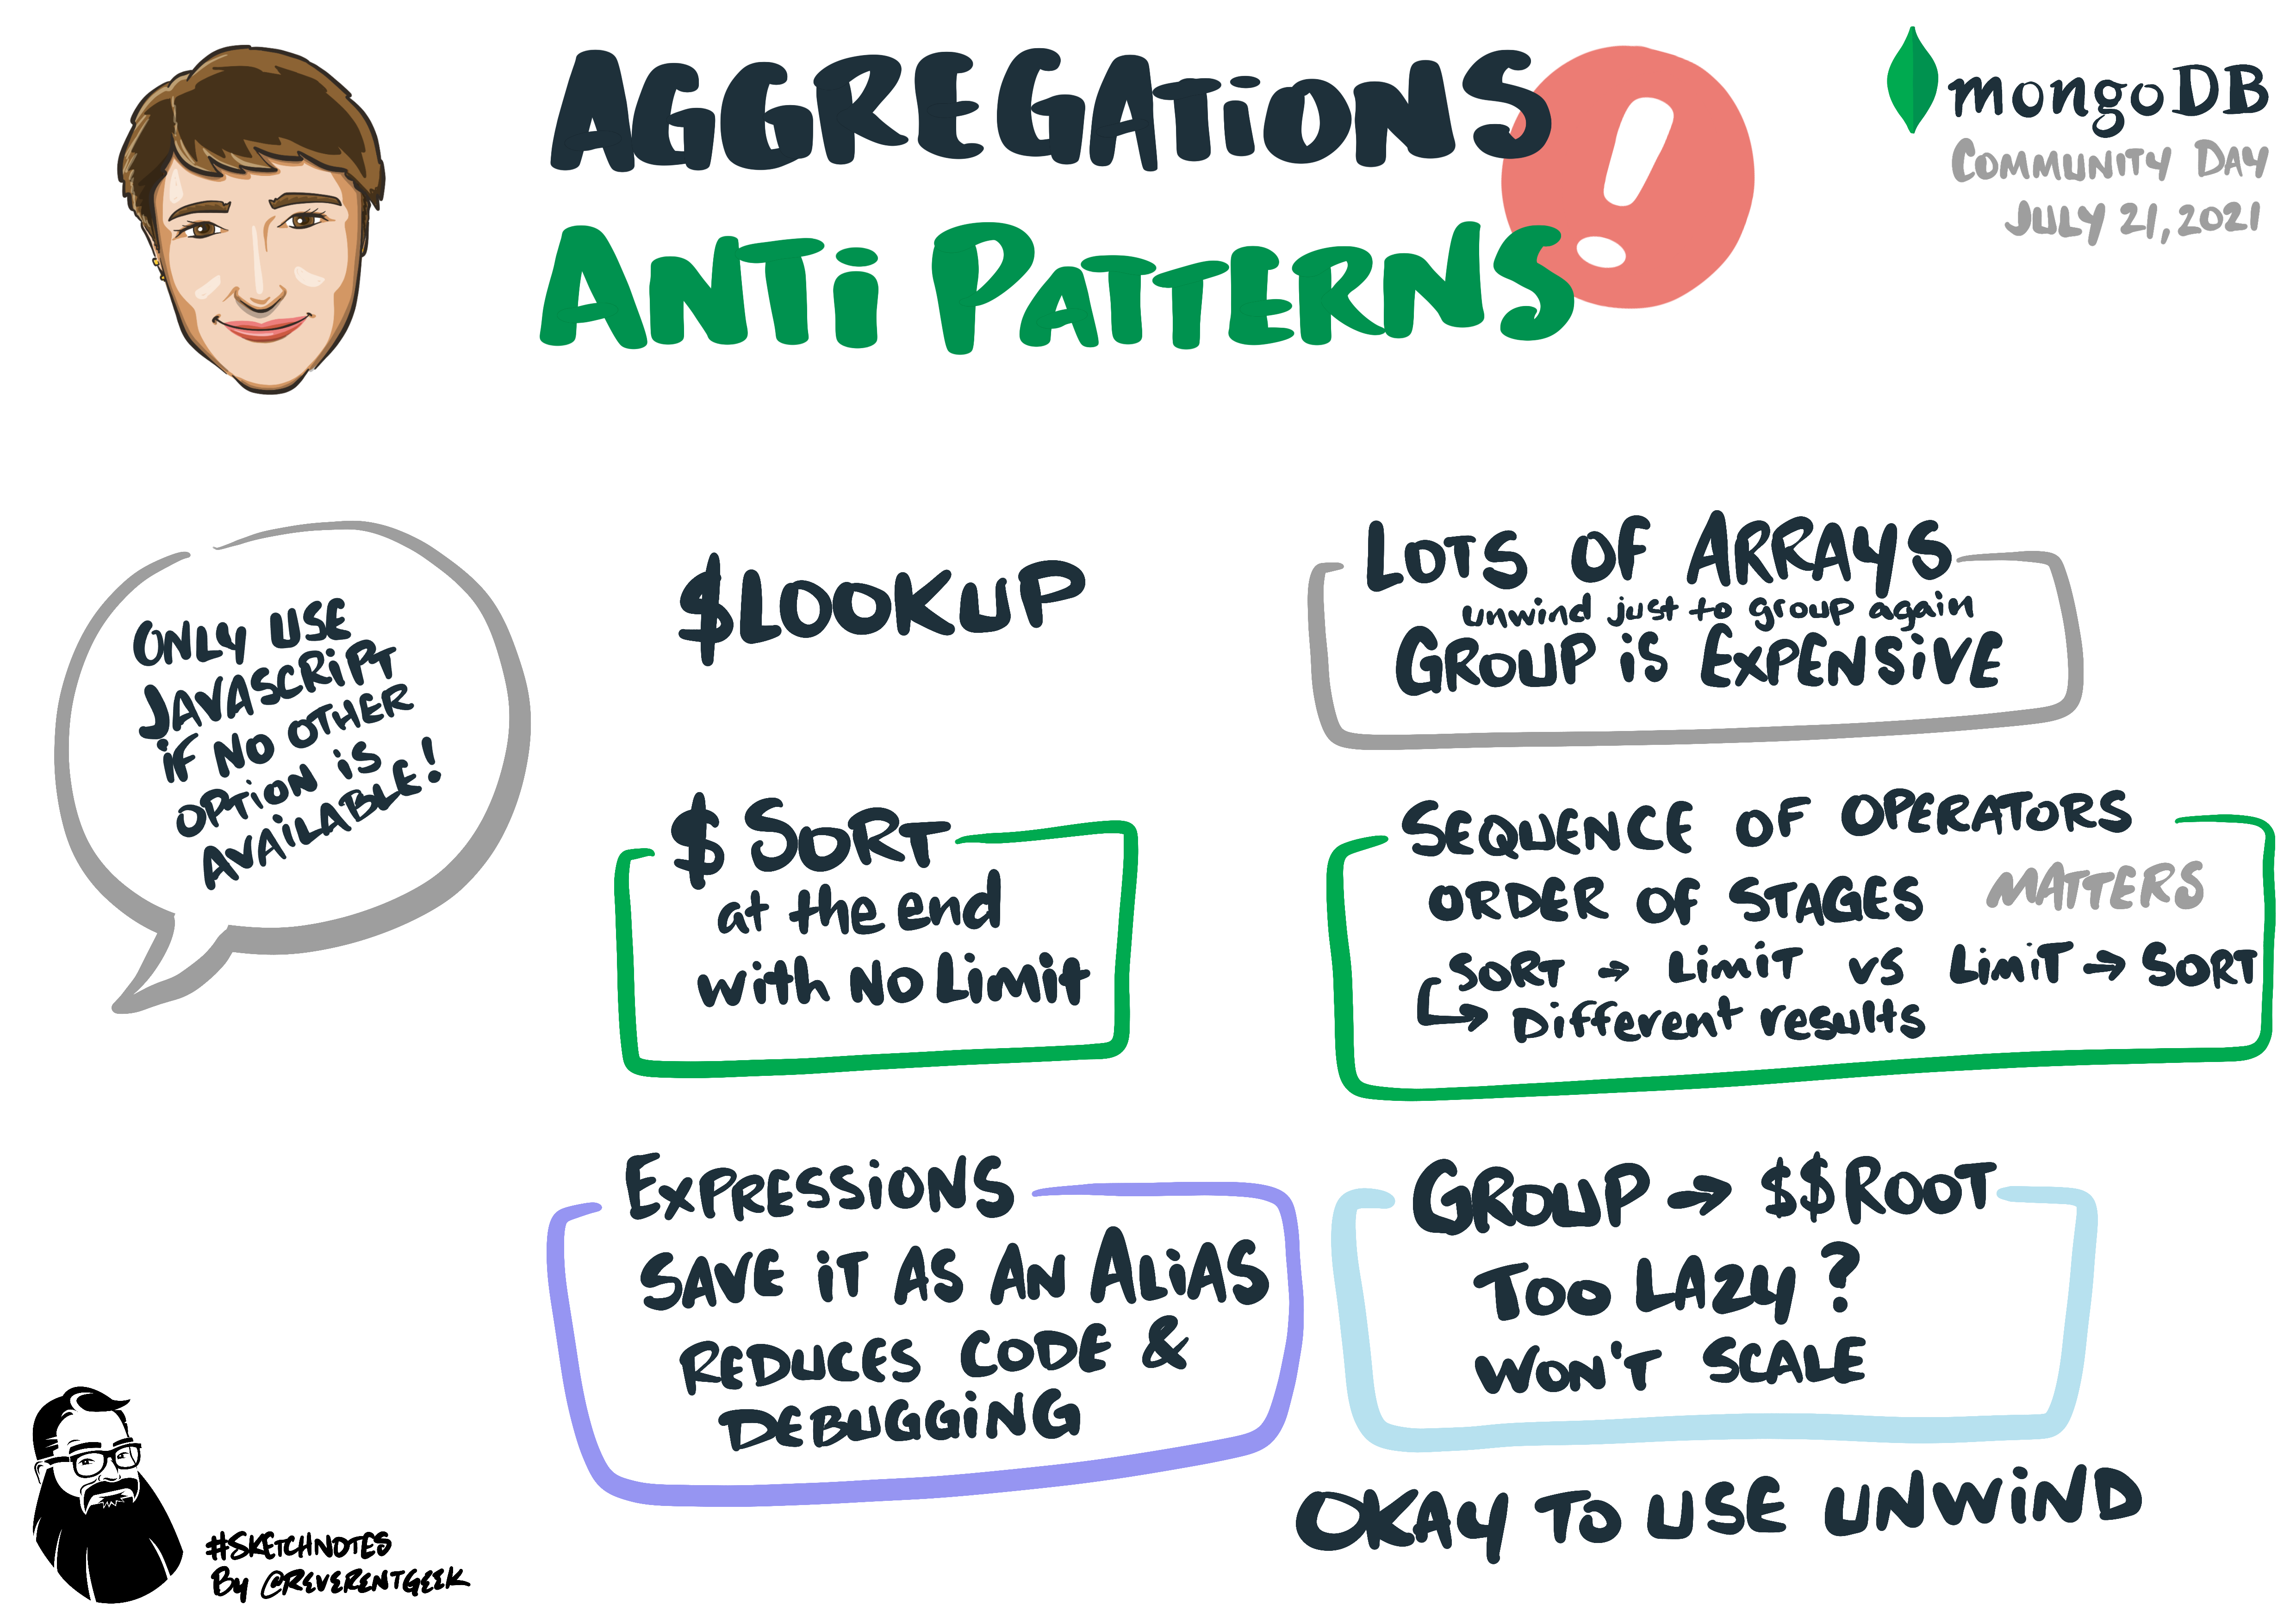 AGGREGATiONS
ANTi PATTERNS
!
mongoDB
COMMUNITY DAY
JULY 21, 2021
ONLY USE
JAVASCRiPT
iF NO OTHER
OPTiON iS
AVAiLABLE!
$LOOKUP
LOTS OF ARRAYS
unwind just to group again
GROUP iS EXPENSiVE
$SORT
at the end
with No Limit
SEQUENCE OF OPERATORS
ORDER OF STAGES MATTERS
SORT → LiMiT VS LiMiT → SORT
↳ Different results
EXPRESSiONS
SAVE iT AS AN ALiAS
REDUCES CODE &
DEBUGGiNG
GROUP → $$ROOT
TOO LAZY?
WON'T SCALE
OKAY TO USE UNWiND
#SKETCHNOTES
By @REVERENTGEEK